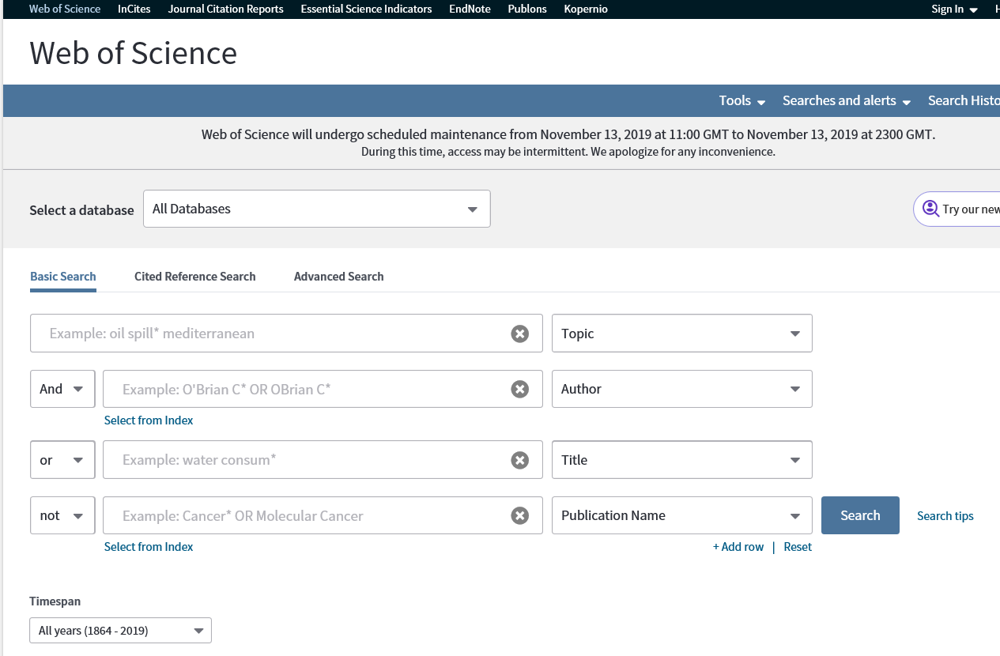 Web of Science InCites Journal Citation Reports Essential Science Indicators EndNote Publons Kopernio Sign In H
Web of Science
Tools Searches and alerts Search Histo
Web of Science will undergo scheduled maintenance from November 13, 2019 at 11:00 GMT to November 13, 2019 at 2300 GMT.
During this time, access may be intermittent. We apologize for any inconvenience.
Select a database All Databases Try our new
Basic Search Cited Reference Search Advanced Search
Example: oil spill* mediterranean Topic
And Example: O'Brian C* OR OBrian C* Author
Select from Index
or Example: water consum* Title
not Example: Cancer* OR Molecular Cancer Publication Name Search Search tips
Select from Index + Add row | Reset
Timespan
All years (1864 - 2019)